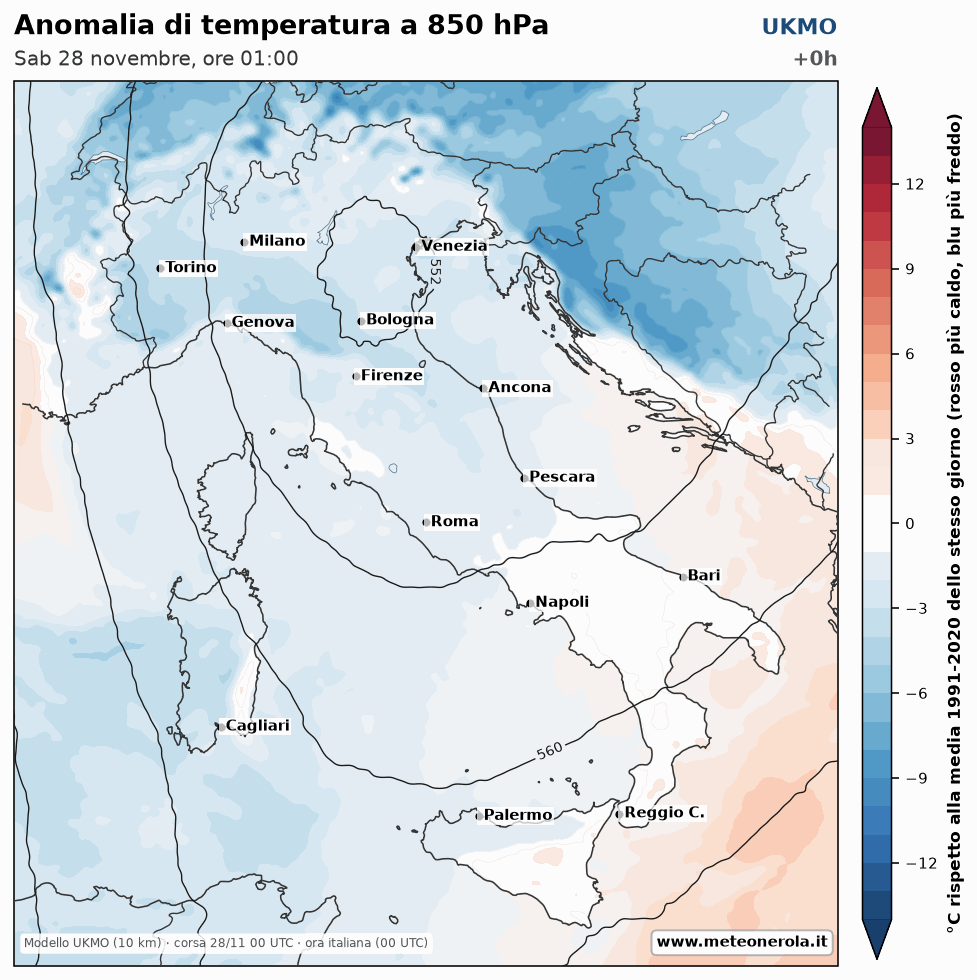 Anomalia di temperatura a 850 hPa
UKMO
Sab 28 novembre, ore 01:00
+0h
Milano
Venezia
Torino
552
Genova
Bologna
Firenze
Ancona
Pescara
Roma
Bari
Napoli
Cagliari
560
Palermo
Reggio C.
Modello UKMO (10 km) · corsa 28/11 00 UTC · ora italiana (00 UTC)
www.meteonerola.it
12
9
6
3
0
−3
−6
−9
−12
°C rispetto alla media 1991-2020 dello stesso giorno (rosso più caldo, blu più freddo)